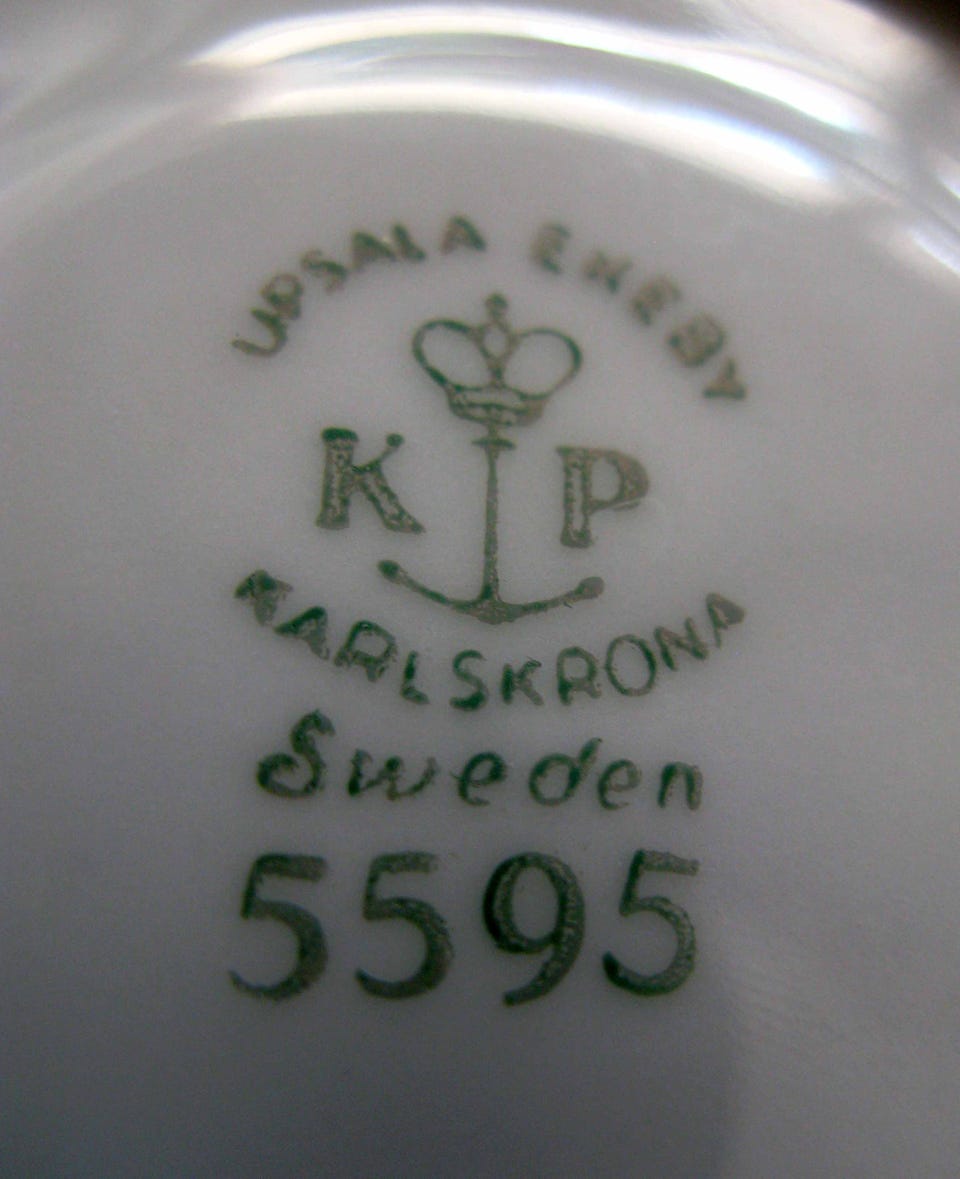 UPSALA EKEBY
K P
KARLSKRONA
Sweden
5595